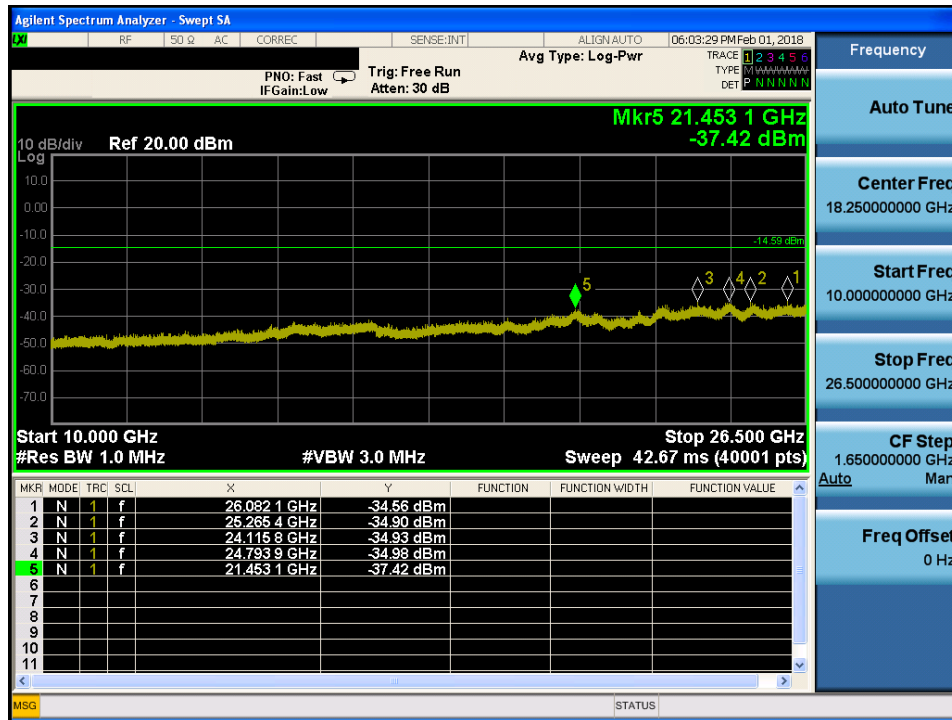 Agilent Spectrum Analyzer - Swept SA
LXI RF 50 Ω AC CORREC SENSE:INT ALIGN AUTO 06:03:29 PM Feb 01, 2018
PNO: Fast
IFGain:Low
Trig: Free Run
Atten: 30 dB
Avg Type: Log-Pwr
TRACE 1 2 3 4 5 6
TYPE M
DET P N N N N N
Mkr5 21.453 1 GHz
-37.42 dBm
10 dB/div
Log
Ref 20.00 dBm
10.0
0.00
-10.0
-14.59 dBm
-20.0
-30.0
-40.0
-50.0
-60.0
-70.0
5 3 4 2 1
Start 10.000 GHz Stop 26.500 GHz
#Res BW 1.0 MHz #VBW 3.0 MHz Sweep 42.67 ms (40001 pts)
MKR MODE TRC SCL X Y FUNCTION FUNCTION WIDTH FUNCTION VALUE
1 N 1 f 26.082 1 GHz -34.56 dBm
2 N 1 f 25.265 4 GHz -34.90 dBm
3 N 1 f 24.115 8 GHz -34.93 dBm
4 N 1 f 24.793 9 GHz -34.98 dBm
5 N 1 f 21.453 1 GHz -37.42 dBm
6
7
8
9
10
11
MSG STATUS
Frequency
Auto Tune
Center Freq
18.250000000 GHz
Start Freq
10.000000000 GHz
Stop Freq
26.500000000 GHz
CF Step
1.650000000 GHz
Auto Man
Freq Offset
0 Hz